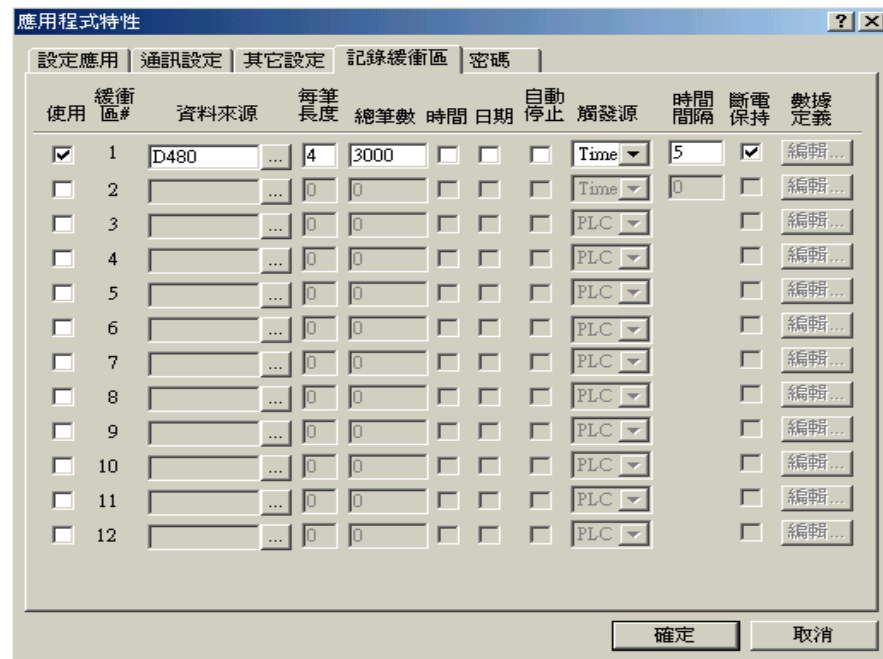 應用程式特性
設定應用 通訊設定 其它設定 記錄緩衝區 密碼
使用 緩衝區# 資料來源 每筆長度 總筆數 時間 日期 自動停止 觸發源 時間間隔 斷電保持 數據定義
1 D480 ... 4 3000 Time 5 編輯...
2 ... 0 0 Time 0 編輯...
3 ... 0 0 PLC 編輯...
4 ... 0 0 PLC 編輯...
5 ... 0 0 PLC 編輯...
6 ... 0 0 PLC 編輯...
7 ... 0 0 PLC 編輯...
8 ... 0 0 PLC 編輯...
9 ... 0 0 PLC 編輯...
10 ... 0 0 PLC 編輯...
11 ... 0 0 PLC 編輯...
12 ... 0 0 PLC 編輯...
確定 取消